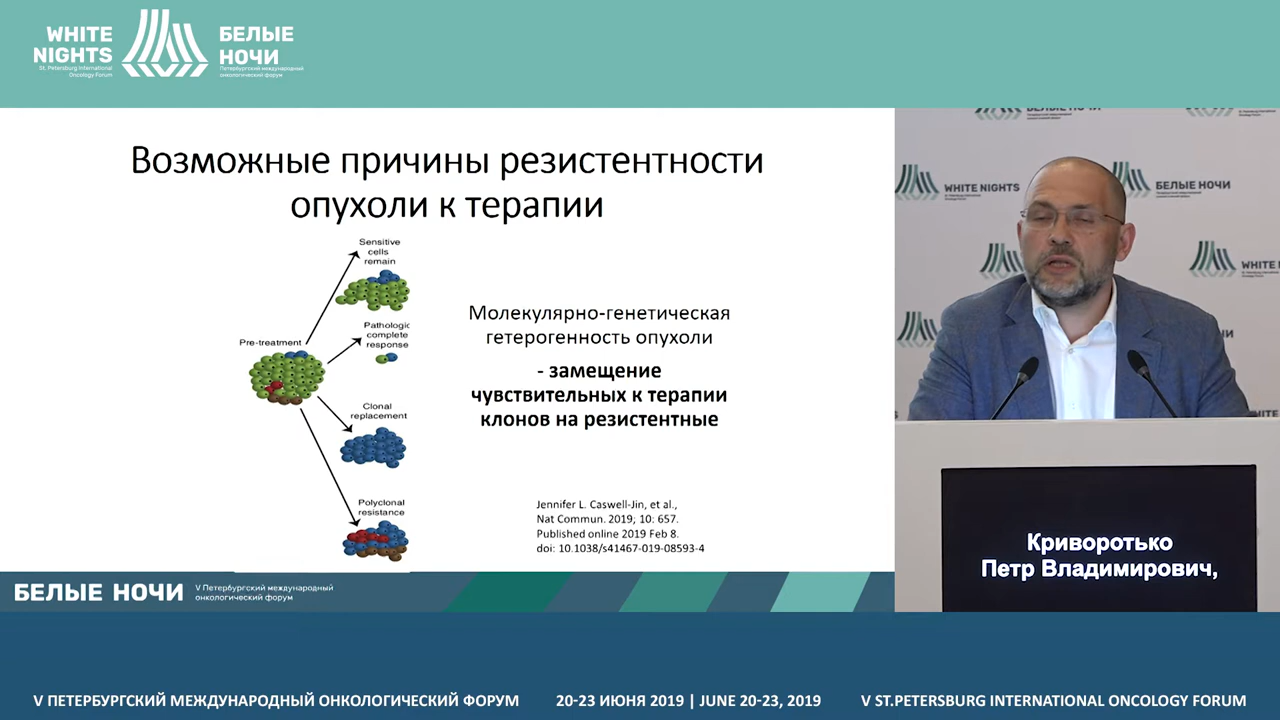 WHITE
NIGHTS
St. Petersburg International
Oncology Forum
БЕЛЫЕ
НОЧИ
Петербургский международный
онкологический форум
Возможные причины резистентности
опухоли к терапии
Sensitive
cells
remain
Pathologic
complete
response
Pre-treatment
Clonal
replacement
Polyclonal
resistance
Молекулярно-генетическая
гетерогенность опухоли
- замещение
чувствительных к терапии
клонов на резистентные
Jennifer L. Caswell-Jin, et al.,
Nat Commun. 2019; 10: 657.
Published online 2019 Feb 8.
doi: 10.1038/s41467-019-08593-4
БЕЛЫЕ НОЧИ
V Петербургский международный
онкологический форум
БЕЛЫЕ НОЧИ
WHITE NIGHTS
БЕЛЫЕ НОЧИ
WHITE NIGHTS
Криворотько
Петр Владимирович,
V ПЕТЕРБУРГСКИЙ МЕЖДУНАРОДНЫЙ ОНКОЛОГИЧЕСКИЙ ФОРУМ
20-23 ИЮНЯ 2019 | JUNE 20-23, 2019
V ST.PETERSBURG INTERNATIONAL ONCOLOGY FORUM